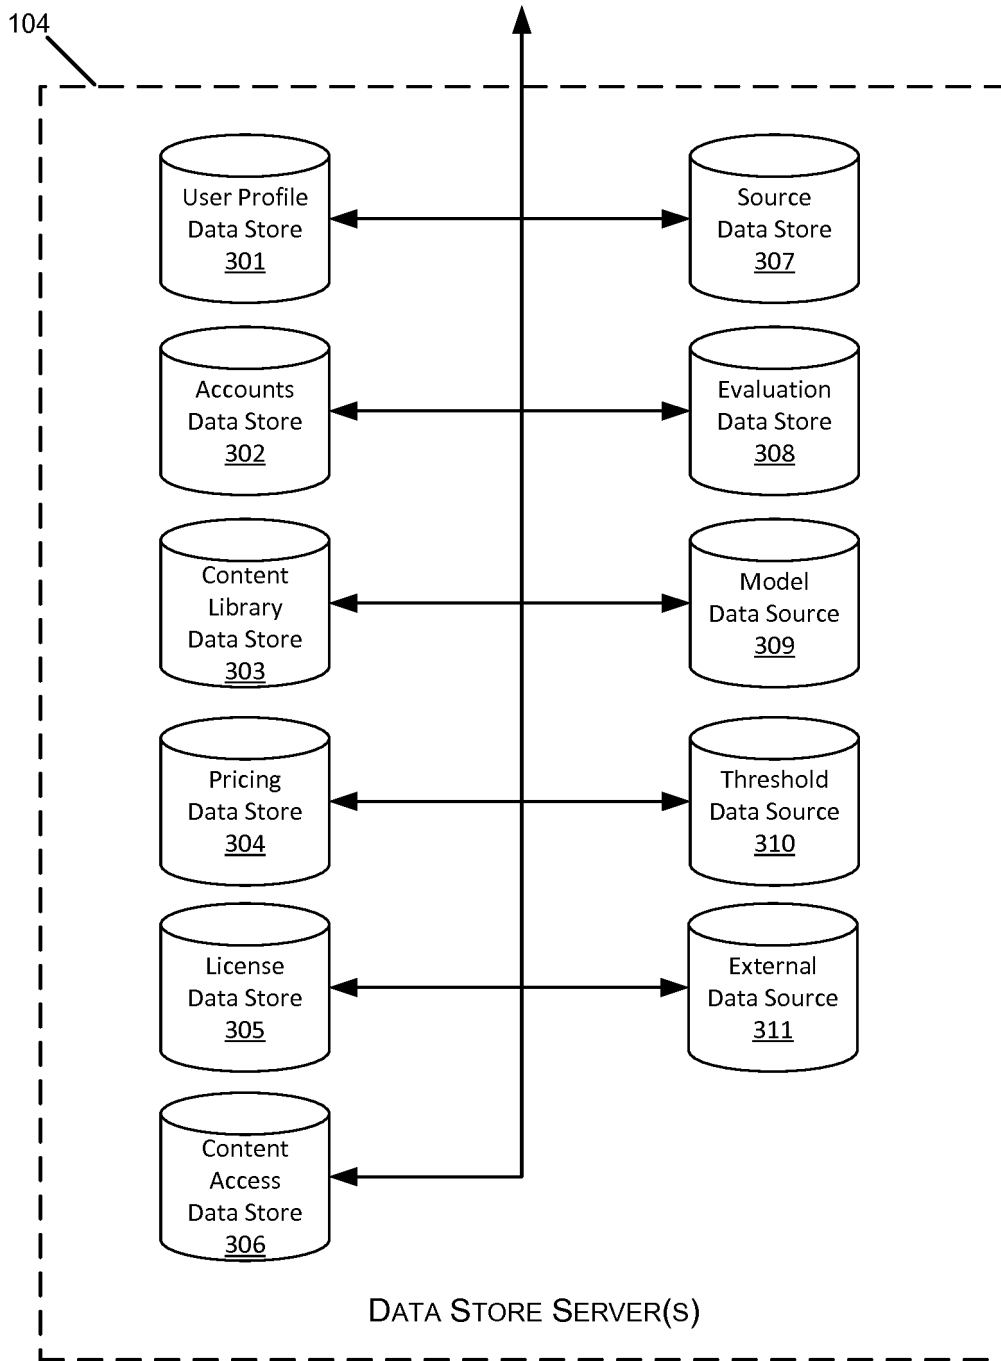 104
User Profile
Data Store
301
Source
Data Store
307
Accounts
Data Store
302
Evaluation
Data Store
308
Content
Library
Data Store
303
Model
Data Source
309
Pricing
Data Store
304
Threshold
Data Source
310
License
Data Store
305
External
Data Source
311
Content
Access
Data Store
306
DATA STORE SERVER(S)